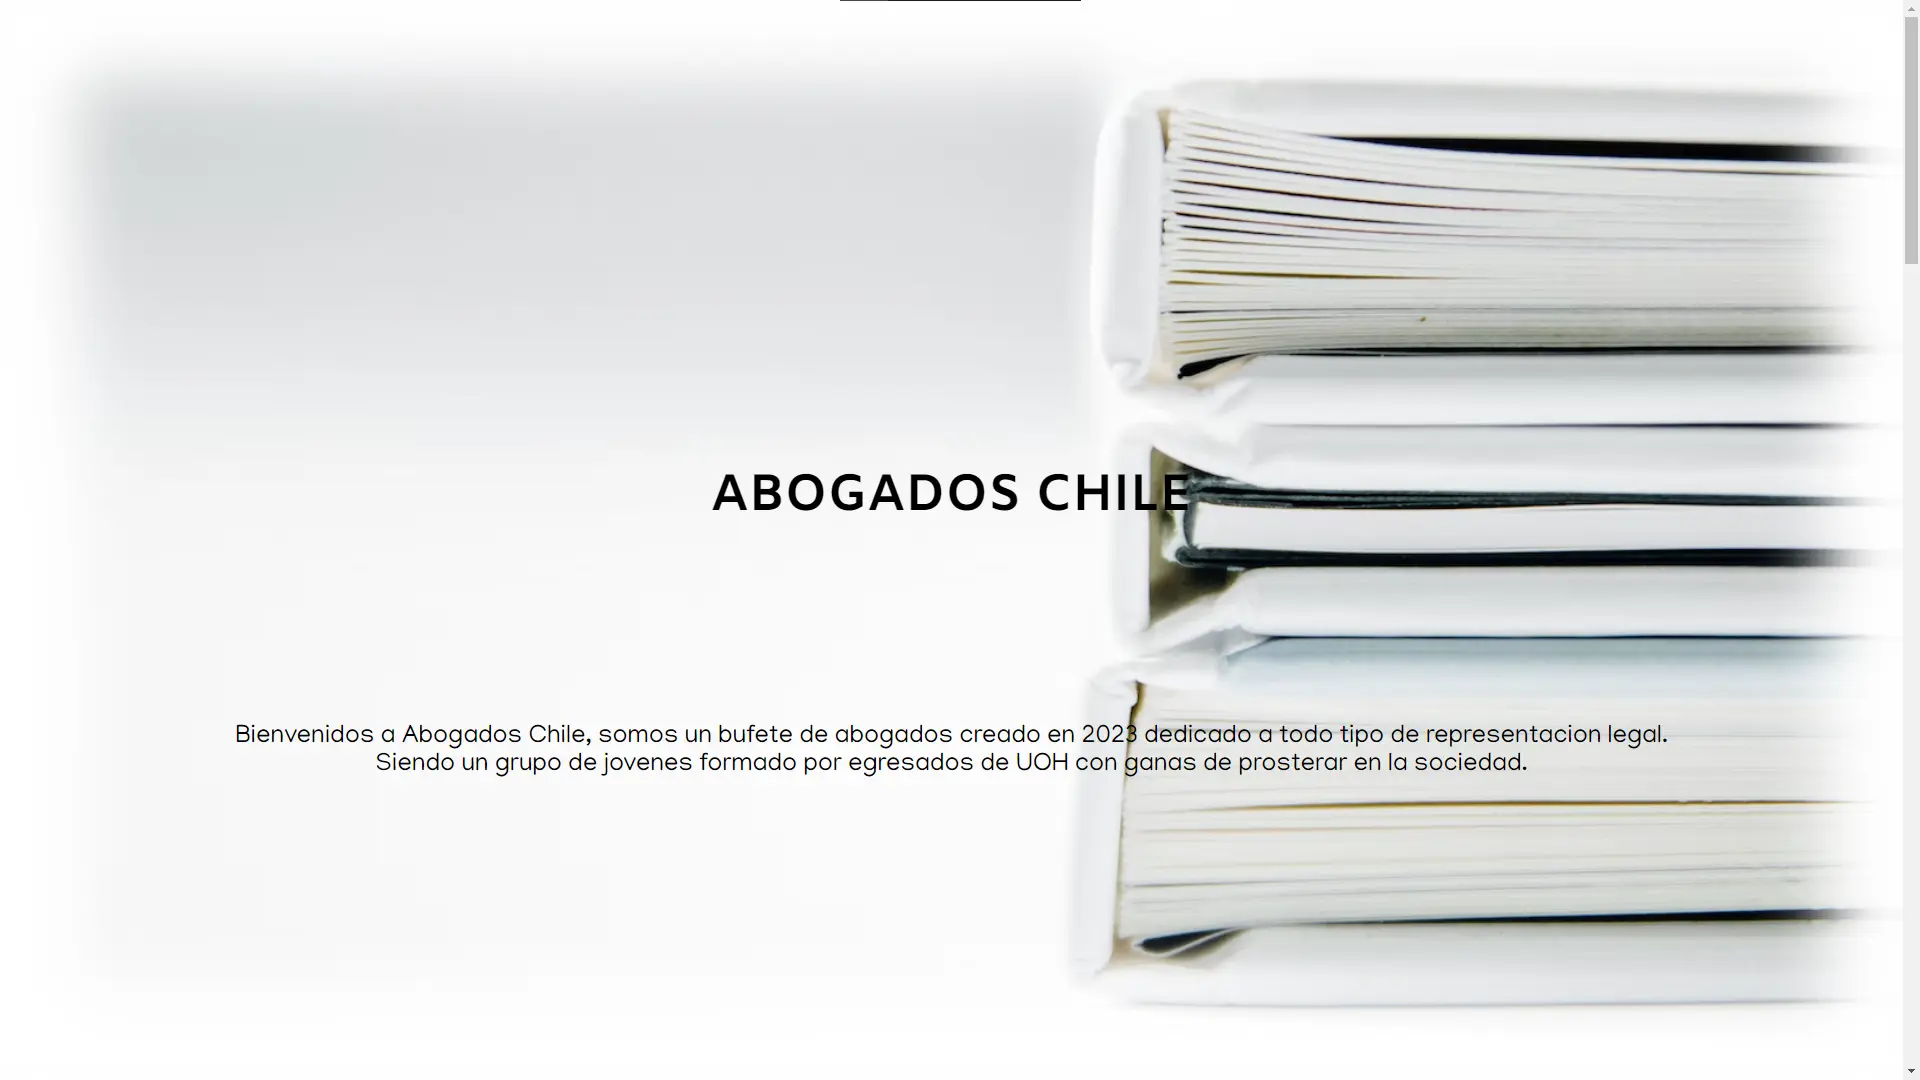 ABOGADOS CHILE
Bienvenidos a Abogados Chile, somos un bufete de abogados creado en 2023 dedicado a todo tipo de representacion legal.
Siendo un grupo de jovenes formado por egresados de UOH con ganas de prosterar en la sociedad.